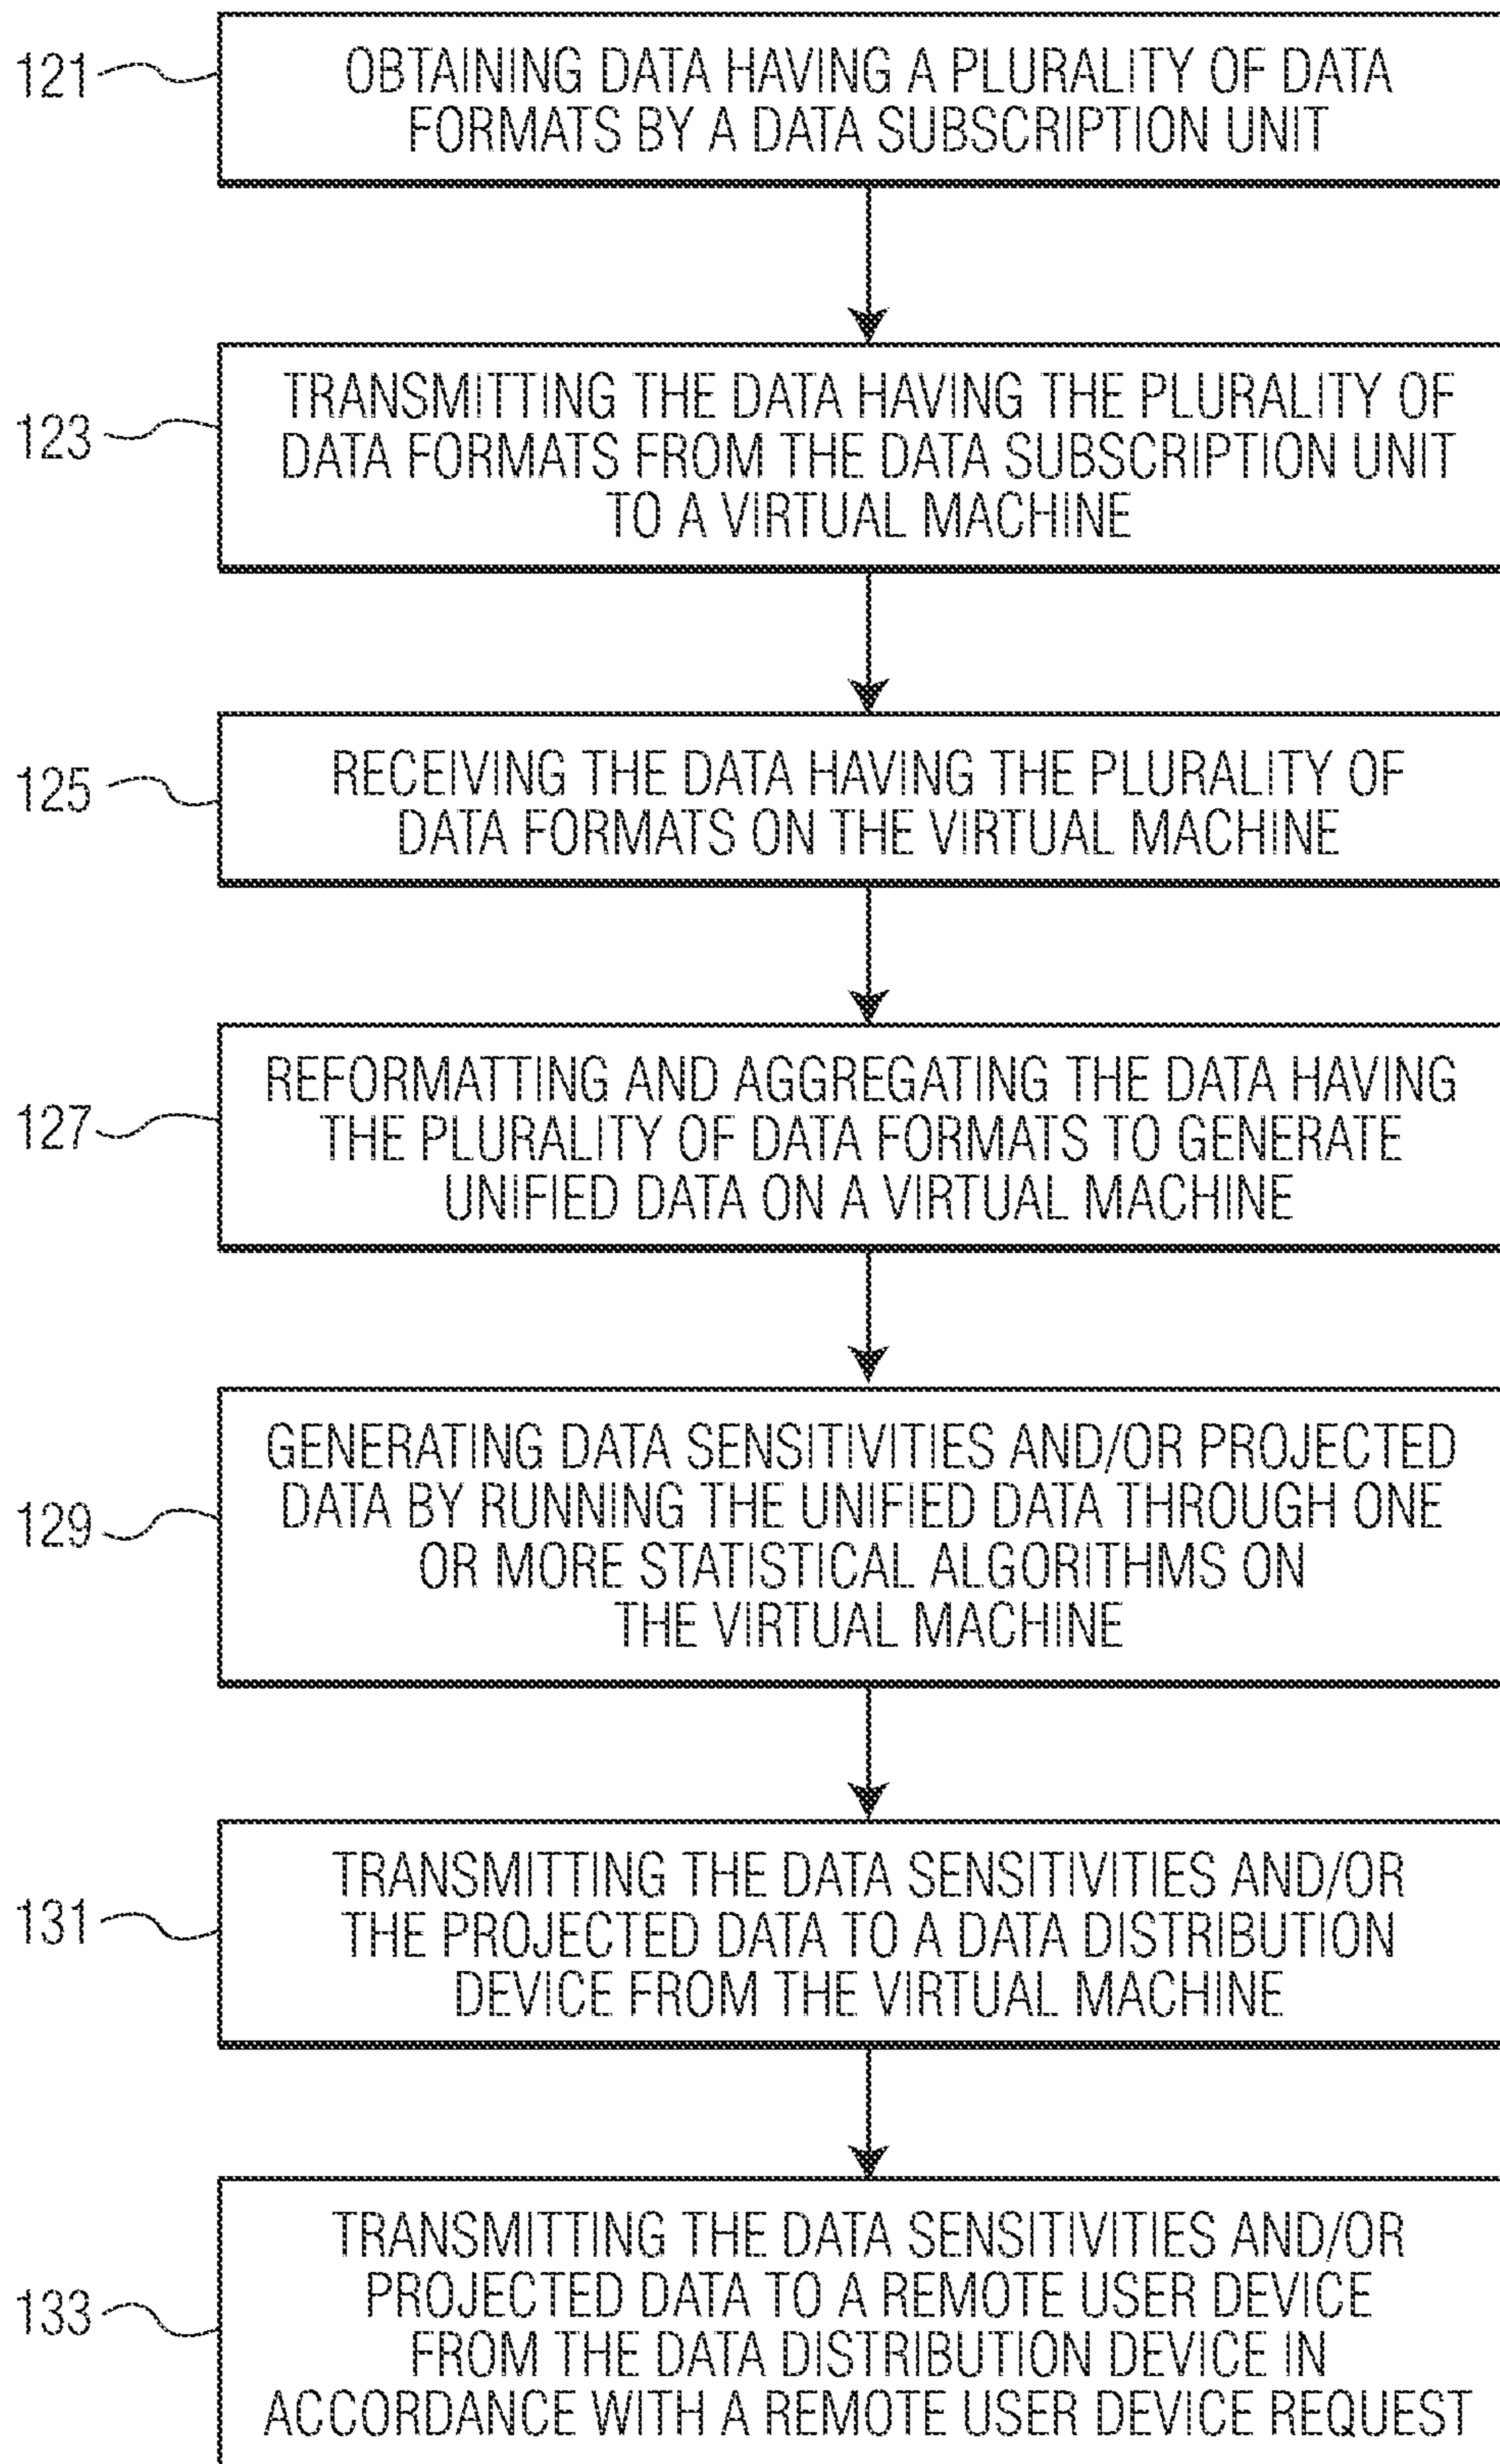 121
OBTAINING DATA HAVING A PLURALITY OF DATA
FORMATS BY A DATA SUBSCRIPTION UNIT
123
TRANSMITTING THE DATA HAVING THE PLURALITY OF
DATA FORMATS FROM THE DATA SUBSCRIPTION UNIT
TO A VIRTUAL MACHINE
125
RECEIVING THE DATA HAVING THE PLURALITY OF
DATA FORMATS ON THE VIRTUAL MACHINE
127
REFORMATTING AND AGGREGATING THE DATA HAVING
THE PLURALITY OF DATA FORMATS TO GENERATE
UNIFIED DATA ON A VIRTUAL MACHINE
129
GENERATING DATA SENSITIVITIES AND/OR PROJECTED
DATA BY RUNNING THE UNIFIED DATA THROUGH ONE
OR MORE STATISTICAL ALGORITHMS ON
THE VIRTUAL MACHINE
131
TRANSMITTING THE DATA SENSITIVITIES AND/OR
THE PROJECTED DATA TO A DATA DISTRIBUTION
DEVICE FROM THE VIRTUAL MACHINE
133
TRANSMITTING THE DATA SENSITIVITIES AND/OR
PROJECTED DATA TO A REMOTE USER DEVICE
FROM THE DATA DISTRIBUTION DEVICE IN
ACCORDANCE WITH A REMOTE USER DEVICE REQUEST